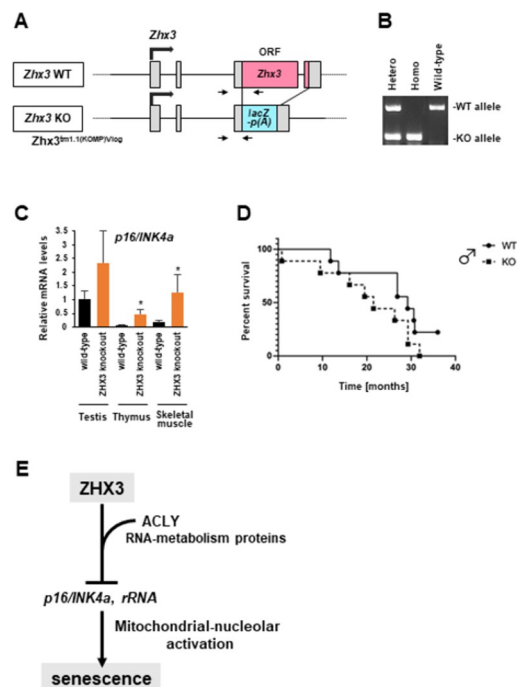 A
Zhx3
ORF
Zhx3 WT
Zhx3
Zhx3 KO
lacZ
-p(A)
Zhx3tm1.1(KOMP)Vlcg
B
Hetero
Homo
Wild-type
-WT allele
-KO allele
C
p16/INK4a
Relative mRNA levels
3.5
3
2.5
2
1.5
1
0.5
0
*
*
wild-type
ZHX3 knockout
wild-type
ZHX3 knockout
wild-type
ZHX3 knockout
Testis
Thymus
Skeletal
muscle
D
♂
WT
KO
Percent survival
100
50
0
0
10
20
30
40
Time [months]
E
ZHX3
ACLY
RNA-metabolism proteins
p16/INK4a, rRNA
Mitochondrial-nucleolar
activation
senescence